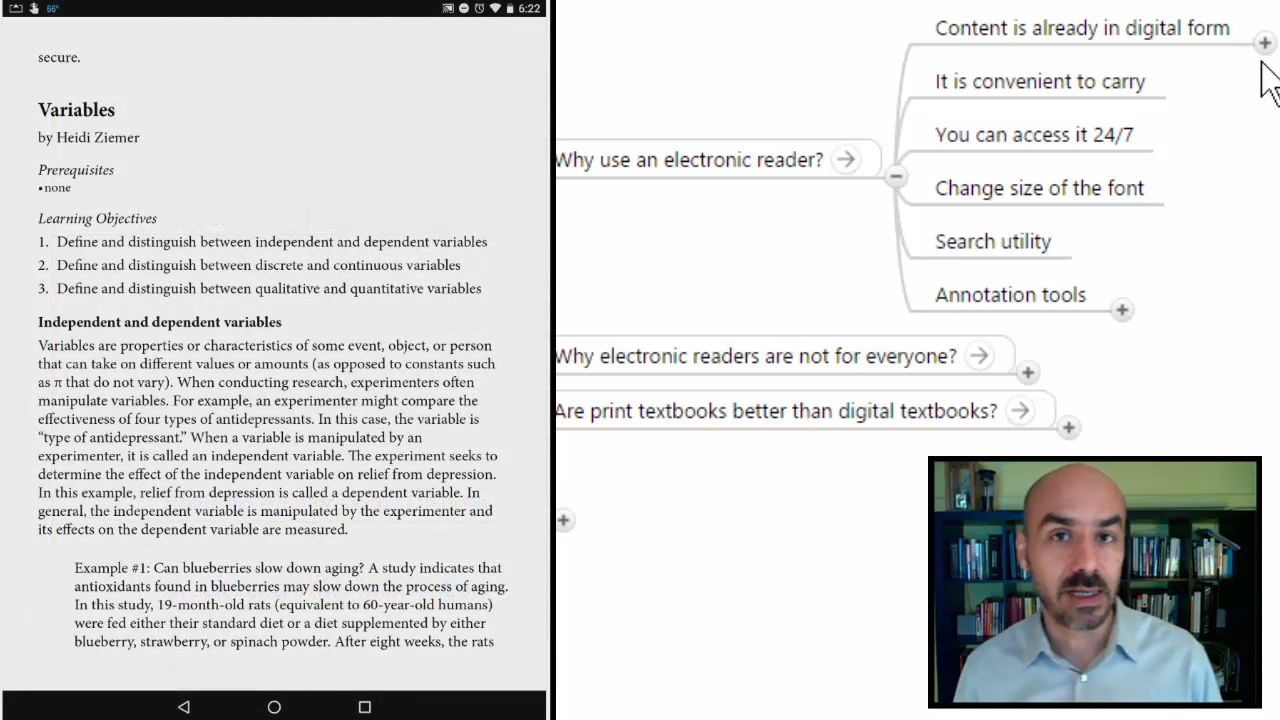 66°
6:22
secure.
Variables
by Heidi Ziemer
Prerequisites
•none
Learning Objectives
1. Define and distinguish between independent and dependent variables
2. Define and distinguish between discrete and continuous variables
3. Define and distinguish between qualitative and quantitative variables
Independent and dependent variables
Variables are properties or characteristics of some event, object, or person
that can take on different values or amounts (as opposed to constants such
as π that do not vary). When conducting research, experimenters often
manipulate variables. For example, an experimenter might compare the
effectiveness of four types of antidepressants. In this case, the variable is
“type of antidepressant.” When a variable is manipulated by an
experimenter, it is called an independent variable. The experiment seeks to
determine the effect of the independent variable on relief from depression.
In this example, relief from depression is called a dependent variable. In
general, the independent variable is manipulated by the experimenter and
its effects on the dependent variable are measured.
Example #1: Can blueberries slow down aging? A study indicates that
antioxidants found in blueberries may slow down the process of aging.
In this study, 19-month-old rats (equivalent to 60-year-old humans)
were fed either their standard diet or a diet supplemented by either
blueberry, strawberry, or spinach powder. After eight weeks, the rats
Why use an electronic reader?
Content is already in digital form
It is convenient to carry
You can access it 24/7
Change size of the font
Search utility
Annotation tools
Why electronic readers are not for everyone?
Are print textbooks better than digital textbooks?